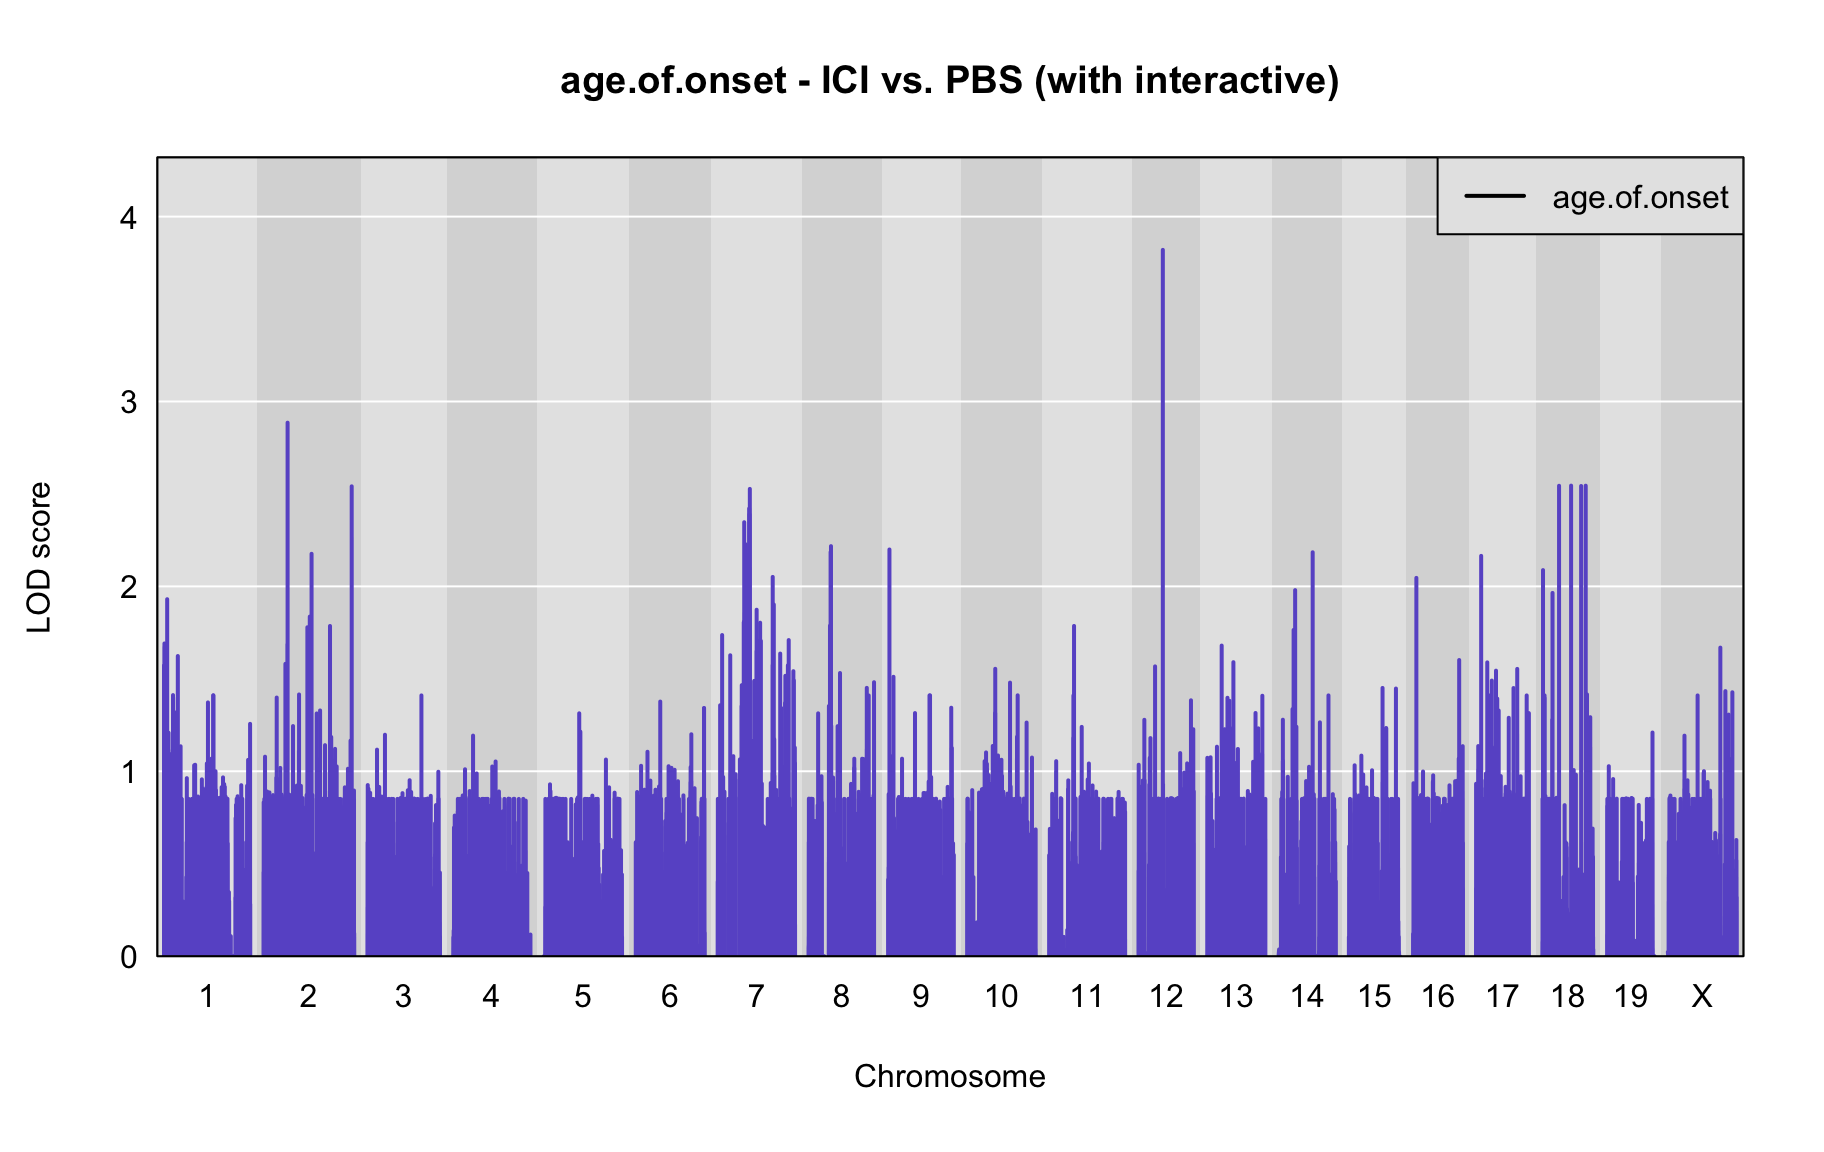 age.of.onset - ICI vs. PBS (with interactive)
age.of.onset
4
3
2
1
0
LOD score
1 2 3 4 5 6 7 8 9 10 11 12 13 14 15 16 17 18 19 X
Chromosome